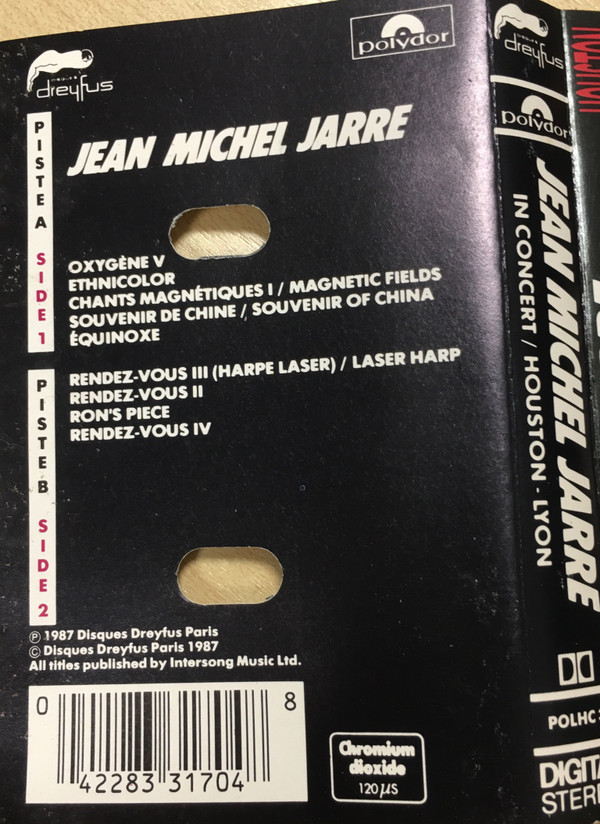 dreyfus
polydor
JEAN MICHEL JARRE
PISTE A SIDE 1
OXYGÈNE V
ETHNICOLOR
CHANTS MAGNÉTIQUES I / MAGNETIC FIELDS
SOUVENIR DE CHINE / SOUVENIR OF CHINA
ÉQUINOXE
PISTE B SIDE 2
RENDEZ-VOUS III (HARPE LASER) / LASER HARP
RENDEZ-VOUS II
RON'S PIECE
RENDEZ-VOUS IV
℗ 1987 Disques Dreyfus Paris
© Disques Dreyfus Paris 1987
All titles published by Intersong Music Ltd.
0 42283 31704 8
Chromium
dioxide
120 µS
dreyfus
polydor
JEAN MICHEL JARRE
IN CONCERT / HOUSTON - LYON
POLHC
DIGITA
STERE